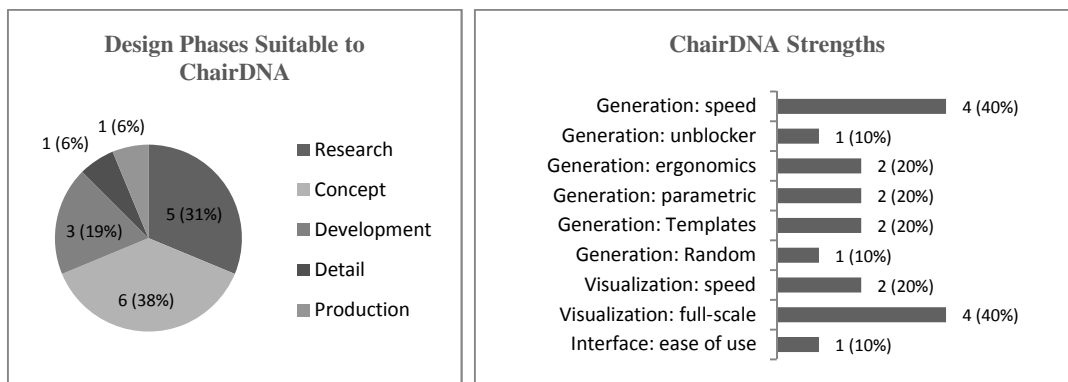 Design Phases Suitable to
ChairDNA
1 (6%)
1 (6%)
5 (31%)
3 (19%)
6 (38%)
Research
Concept
Development
Detail
Production
ChairDNA Strengths
Generation: speed 4 (40%)
Generation: unblocker 1 (10%)
Generation: ergonomics 2 (20%)
Generation: parametric 2 (20%)
Generation: Templates 2 (20%)
Generation: Random 1 (10%)
Visualization: speed 2 (20%)
Visualization: full-scale 4 (40%)
Interface: ease of use 1 (10%)